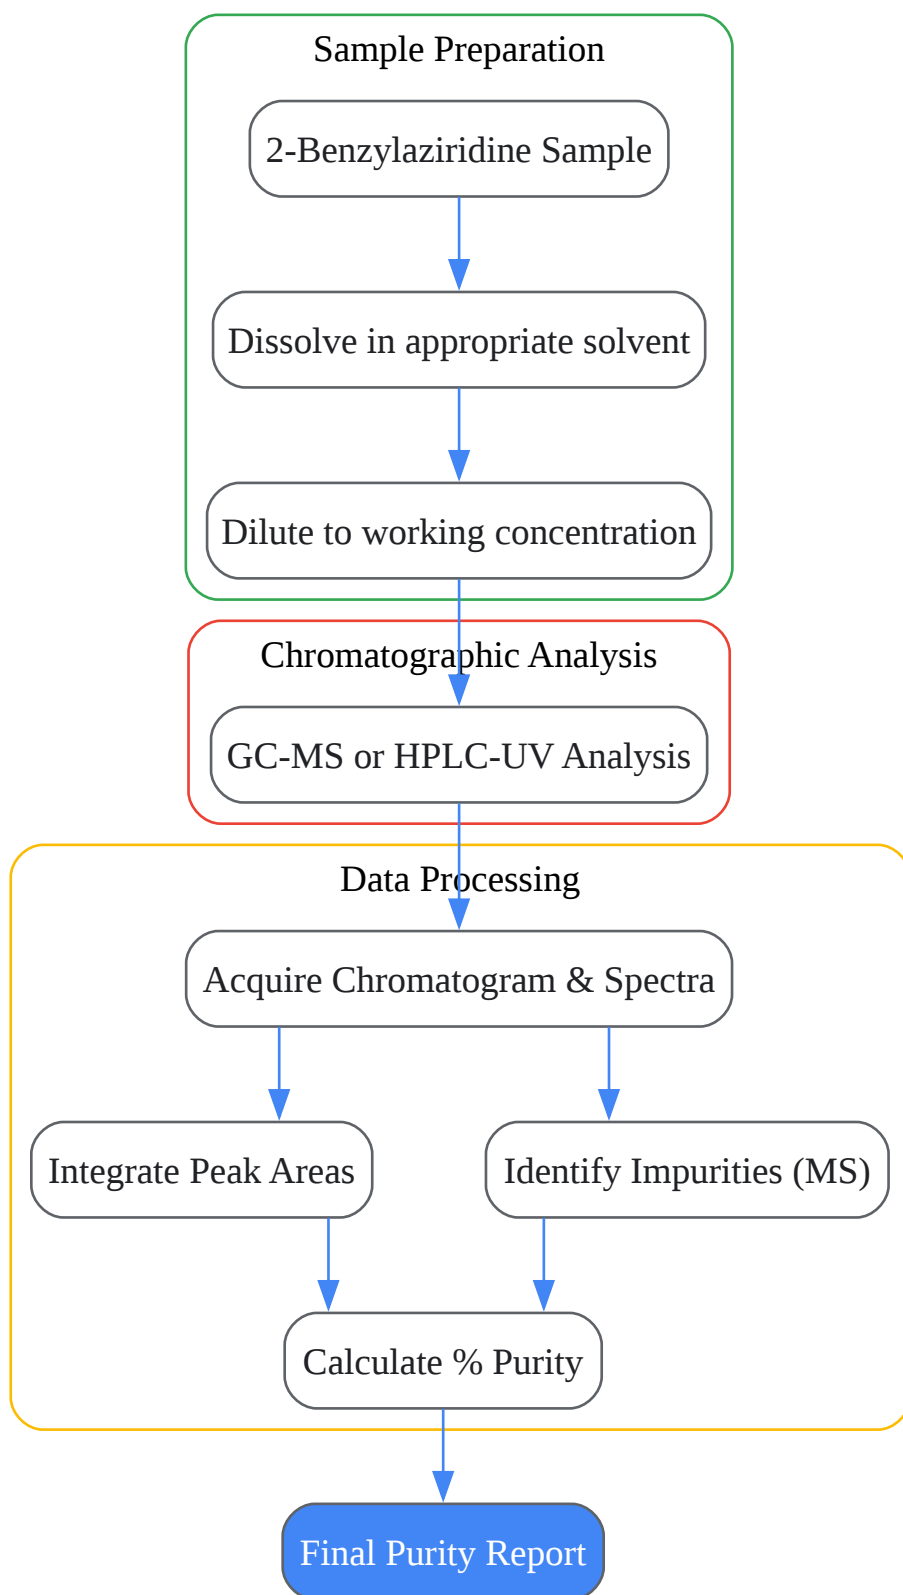 Sample Preparation
2-Benzylaziridine Sample
Dissolve in appropriate solvent
Dilute to working concentration
Chromatographic Analysis
GC-MS or HPLC-UV Analysis
Data Processing
Acquire Chromatogram & Spectra
Integrate Peak Areas
Identify Impurities (MS)
Calculate % Purity
Final Purity Report